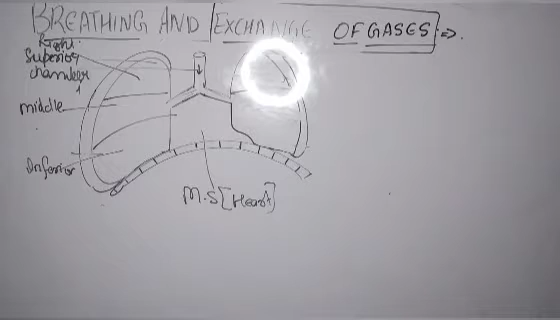 BREATHING AND EXCHANGE OF GASES =>.
Right
Superior
chamber
middle
Inferior
M.S [Heart]